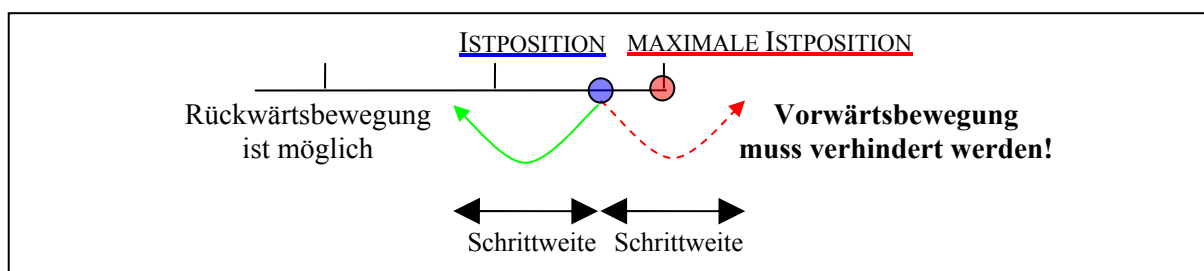 ISTPOSITION MAXIMALE ISTPOSITION
Rückwärtsbewegung
ist möglich
Vorwärtsbewegung
muss verhindert werden!
Schrittweite Schrittweite